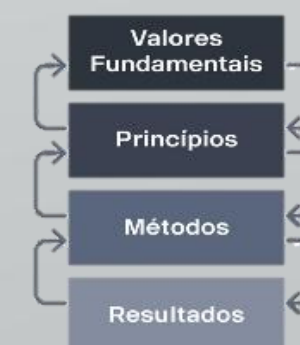 Valores
Fundamentais
Princípios
Métodos
Resultados